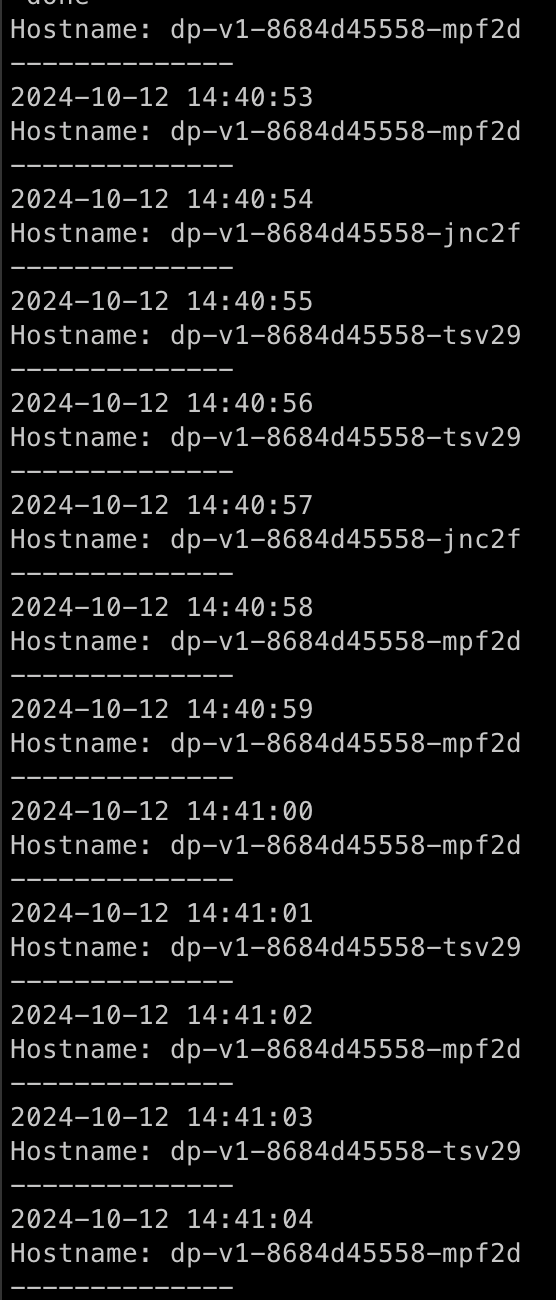 done
Hostname: dp-v1-8684d45558-mpf2d
--------------
2024-10-12 14:40:53
Hostname: dp-v1-8684d45558-mpf2d
--------------
2024-10-12 14:40:54
Hostname: dp-v1-8684d45558-jnc2f
--------------
2024-10-12 14:40:55
Hostname: dp-v1-8684d45558-tsv29
--------------
2024-10-12 14:40:56
Hostname: dp-v1-8684d45558-tsv29
--------------
2024-10-12 14:40:57
Hostname: dp-v1-8684d45558-jnc2f
--------------
2024-10-12 14:40:58
Hostname: dp-v1-8684d45558-mpf2d
--------------
2024-10-12 14:40:59
Hostname: dp-v1-8684d45558-mpf2d
--------------
2024-10-12 14:41:00
Hostname: dp-v1-8684d45558-mpf2d
--------------
2024-10-12 14:41:01
Hostname: dp-v1-8684d45558-tsv29
--------------
2024-10-12 14:41:02
Hostname: dp-v1-8684d45558-mpf2d
--------------
2024-10-12 14:41:03
Hostname: dp-v1-8684d45558-tsv29
--------------
2024-10-12 14:41:04
Hostname: dp-v1-8684d45558-mpf2d
--------------